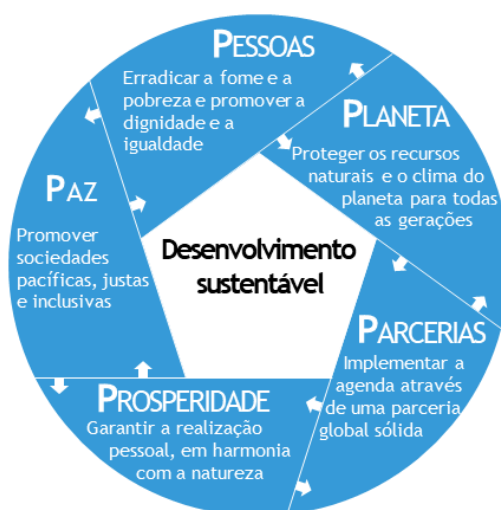 PESSOAS
Erradicar a fome e a
pobreza e promover a
dignidade e a
igualdade
PLANETA
Proteger os recursos
naturais e o clima do
planeta para todas
as gerações
PAZ
Promover
sociedades
pacíficas, justas
e inclusivas
Desenvolvimento
sustentável
PARCERIAS
Implementar a
agenda através
de uma parceria
global sólida
PROSPERIDADE
Garantir a realização
pessoal, em harmonia
com a natureza